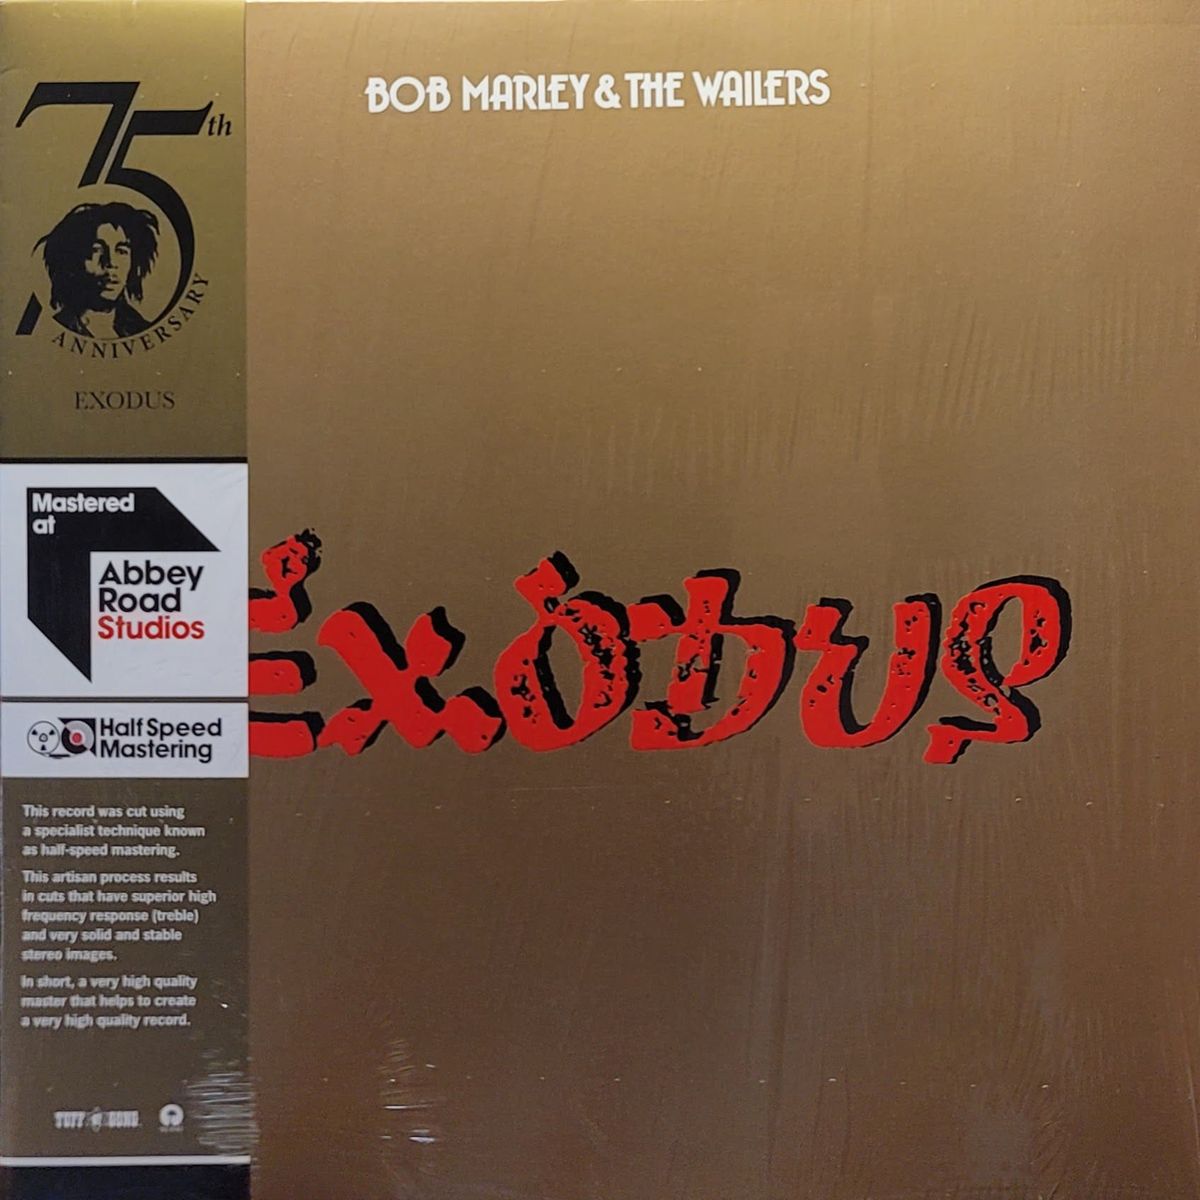 BOB MARLEY & THE WAILERS
75th
ANNIVERSARY
EXODUS
Mastered
at
Abbey
Road
Studios
Half Speed
Mastering
EXODUS
This record was cut using
a specialist technique known
as half-speed mastering.
This artisan process results
in cuts that have superior high
frequency response (treble)
and very solid and stable
stereo images.
In short, a very high quality
master that helps to create
a very high quality record.
TUFF GONG